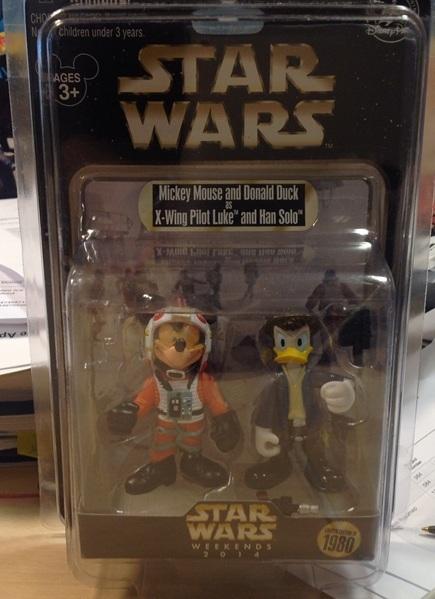 children under 3 years.
AGES
3+
STAR
WARS
Mickey Mouse and Donald Duck
as
X-Wing Pilot Luke™ and Han Solo™
STAR
WARS
WEEKENDS
2014
1980